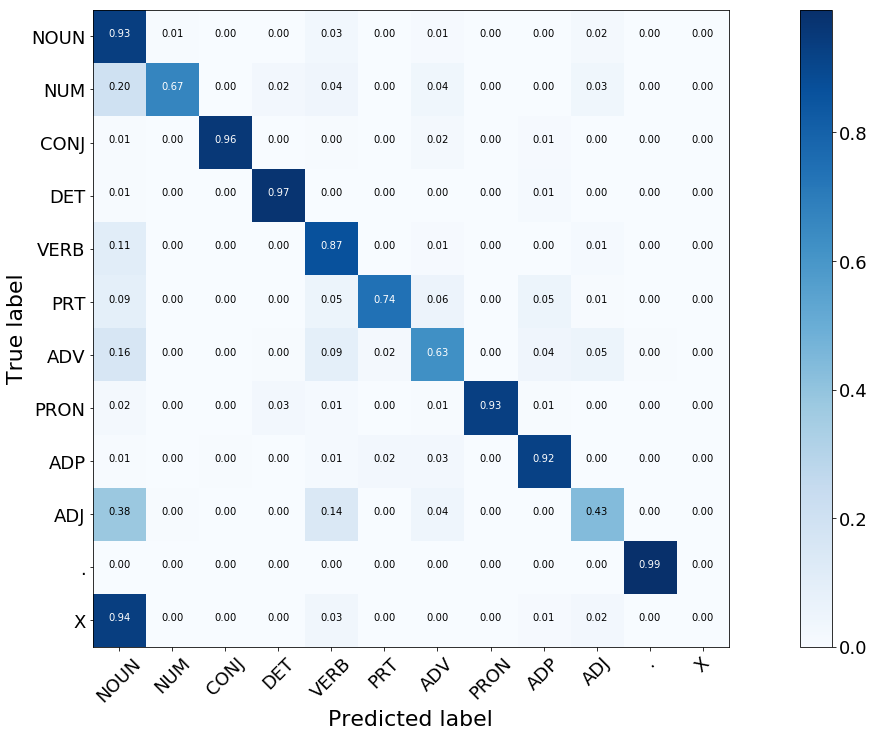 NOUN 0.93 0.01 0.00 0.00 0.03 0.00 0.01 0.00 0.00 0.02 0.00 0.00
NUM 0.20 0.67 0.00 0.02 0.04 0.00 0.04 0.00 0.00 0.03 0.00 0.00
CONJ 0.01 0.00 0.96 0.00 0.00 0.00 0.02 0.00 0.01 0.00 0.00 0.00
DET 0.01 0.00 0.00 0.97 0.00 0.00 0.00 0.00 0.01 0.00 0.00 0.00
VERB 0.11 0.00 0.00 0.00 0.87 0.00 0.01 0.00 0.00 0.01 0.00 0.00
PRT 0.09 0.00 0.00 0.00 0.05 0.74 0.06 0.00 0.05 0.01 0.00 0.00
ADV 0.16 0.00 0.00 0.00 0.09 0.02 0.63 0.00 0.04 0.05 0.00 0.00
PRON 0.02 0.00 0.00 0.03 0.01 0.00 0.01 0.93 0.01 0.00 0.00 0.00
ADP 0.01 0.00 0.00 0.00 0.01 0.02 0.03 0.00 0.92 0.00 0.00 0.00
ADJ 0.38 0.00 0.00 0.00 0.14 0.00 0.04 0.00 0.00 0.43 0.00 0.00
. 0.00 0.00 0.00 0.00 0.00 0.00 0.00 0.00 0.00 0.00 0.99 0.00
X 0.94 0.00 0.00 0.00 0.03 0.00 0.00 0.00 0.01 0.02 0.00 0.00
NOUN NUM CONJ DET VERB PRT ADV PRON ADP ADJ . X
Predicted label
True label
0.8
0.6
0.4
0.2
0.0